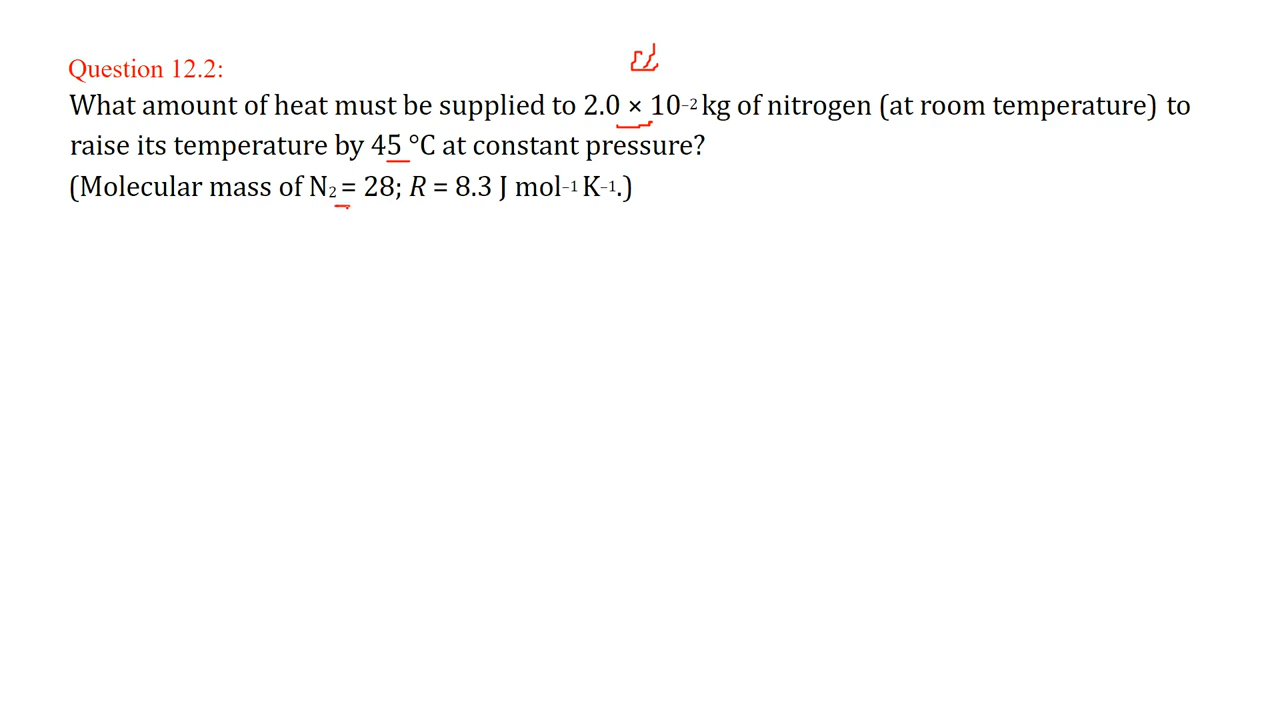 Question 12.2:
What amount of heat must be supplied to 2.0 × 10⁻² kg of nitrogen (at room temperature) to
raise its temperature by 45 °C at constant pressure?
(Molecular mass of N₂ = 28; R = 8.3 J mol⁻¹ K⁻¹.)